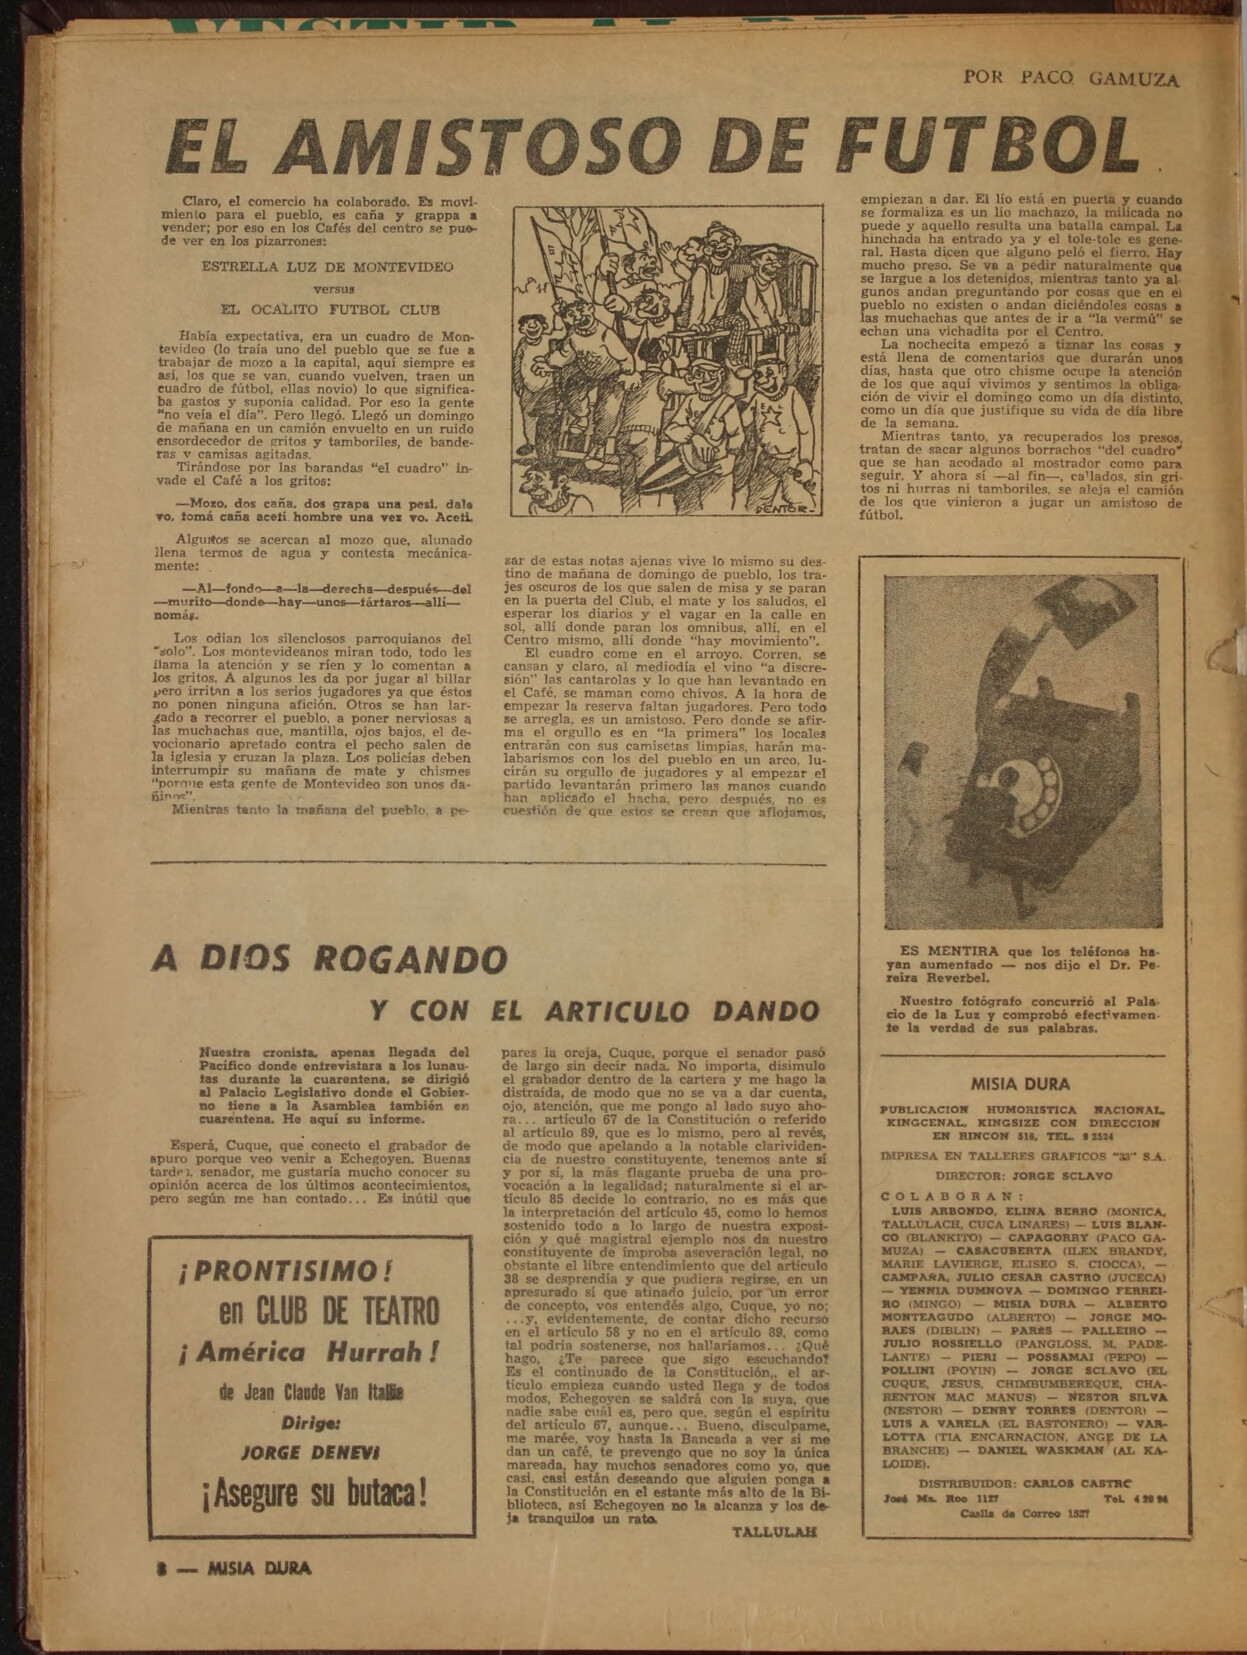 POR PACO GAMUZA
EL AMISTOSO DE FUTBOL
Claro, el comercio ha colaborado. Es movi-
miento para el pueblo, es caña y grappa a
vender; por eso en los Cafés del centro se pue-
de ver en los pizarrones:
ESTRELLA LUZ DE MONTEVIDEO
versus
EL OCALITO FUTBOL CLUB
Había expectativa, era un cuadro de Mon-
tevideo (lo traía uno del pueblo que se fue a
trabajar de mozo a la capital, aquí siempre es
así, los que se van, cuando vuelven, traen un
cuadro de fútbol, ellas novio) lo que significa-
ba gastos y suponía calidad. Por eso la gente
"no veía el día". Pero llegó. Llegó un domingo
de mañana en un camión envuelto en un ruido
ensordecedor de gritos y tamboriles, de bande-
ras y camisas agitadas.
Tirándose por las barandas "el cuadro" in-
vade el Café a los gritos:
—Mozo, dos caña, dos grapa una pesi, dale
vo, tomá caña aceti hombre una vez vo. Aceti.
Algunos se acercan al mozo que, alunado
llena termos de agua y contesta mecánica-
mente:
—Al—fondo—a—la—derecha—después—del
—murito—donde—hay—unos—tártaros—allí—
nomás.
Los odian los silenciosos parroquianos del
"solo". Los montevideanos miran todo, todo les
llama la atención y se ríen y lo comentan a
los gritos. A algunos les da por jugar al billar
pero irritan a los serios jugadores ya que éstos
no ponen ninguna afición. Otros se han lar-
gado a recorrer el pueblo, a poner nerviosas a
las muchachas que, mantilla, ojos bajos, el de-
vocionario apretado contra el pecho salen de
la iglesia y cruzan la plaza. Los policías deben
interrumpir su mañana de mate y chismes
"porque esta gente de Montevideo son unos da-
ñinos".
Mientras tanto la mañana del pueblo, a pe-
DENTOR-
sar de estas notas ajenas vive lo mismo su des-
tino de mañana de domingo de pueblo, los tra-
jes oscuros de los que salen de misa y se paran
en la puerta del Club, el mate y los saludos, el
esperar los diarios y el vagar en la calle en
sol, allí donde paran los omnibus, allí, en el
Centro mismo, allí donde "hay movimiento".
El cuadro come en el arroyo. Corren, se
cansan y claro, al mediodía el vino "a discre-
sión" las cantarolas y lo que han levantado en
el Café, se maman como chivos. A la hora de
empezar la reserva faltan jugadores. Pero todo
se arregla, es un amistoso. Pero donde se afir-
ma el orgullo es en "la primera" los locales
entrarán con sus camisetas limpias, harán ma-
labarismos con los del pueblo en un arco, lu-
cirán su orgullo de jugadores y al empezar el
partido levantarán primero las manos cuando
han aplicado el hacha, pero después, no es
cuestión de que estos se crean que aflojamos,
empiezan a dar. El lío está en puerta y cuando
se formaliza es un lío machazo, la milicada no
puede y aquello resulta una batalla campal. La
hinchada ha entrado ya y el tole-tole es gene-
ral. Hasta dicen que alguno peló el fierro. Hay
mucho preso. Se va a pedir naturalmente que
se largue a los detenidos, mientras tanto ya al-
gunos andan preguntando por cosas que en el
pueblo no existen o andan diciéndoles cosas a
las muchachas que antes de ir a "la vermú" se
echan una vichadita por el Centro.
La nochecita empezó a tiznar las cosas y
está llena de comentarios que durarán unos
días, hasta que otro chisme ocupe la atención
de los que aquí vivimos y sentimos la obliga-
ción de vivir el domingo como un día distinto,
como un día que justifique su vida de día libre
de la semana.
Mientras tanto, ya recuperados los presos,
tratan de sacar algunos borrachos "del cuadro"
que se han acodado al mostrador como para
seguir. Y ahora sí —al fin—, callados, sin gri-
tos ni hurras ni tamboriles, se aleja el camión
de los que vinieron a jugar un amistoso de
fútbol.
A DIOS ROGANDO
Y CON EL ARTICULO DANDO
Nuestra cronista, apenas llegada del
Pacífico donde entrevistara a los lunau-
tas durante la cuarentena, se dirigió
al Palacio Legislativo donde el Gobier-
no tiene a la Asamblea también en
cuarentena. He aquí su informe.
Esperá, Cuque, que conecto el grabador de
apuro porque veo venir a Echegoyen. Buenas
tardes, senador, me gustaría mucho conocer su
opinión acerca de los últimos acontecimientos,
pero según me han contado... Es inútil que
pares la oreja, Cuque, porque el senador pasó
de largo sin decir nada. No importa, disimulo
el grabador dentro de la cartera y me hago la
distraída, de modo que no se va a dar cuenta,
ojo, atención, que me pongo al lado suyo aho-
ra... artículo 67 de la Constitución o referido
al artículo 89, que es lo mismo, pero al revés,
de modo que apelando a la notable clarividen-
cia de nuestro constituyente, tenemos ante sí
y por sí, la más flagante prueba de una pro-
vocación a la legalidad; naturalmente si el ar-
tículo 85 decide lo contrario, no es más que
la interpretación del artículo 45, como lo hemos
sostenido todo a lo largo de nuestra exposi-
ción y qué magistral ejemplo nos da nuestro
constituyente de improba aseveración legal, no
obstante el libre entendimiento que del artículo
38 se desprendía y que pudiera regirse, en un
apresurado si que atinado juicio, por un error
de concepto, vos entendés algo, Cuque, yo no;
...y, evidentemente, de contar dicho recurso
en el artículo 58 y no en el artículo 89, como
tal podría sostenerse, nos hallaríamos... ¿Qué
hago, ¿Te parece que sigo escuchando?
Es el continuado de la Constitución,, el ar-
tículo empieza cuando usted llega y de todos
modos, Echegoyen se saldrá con la suya, que
nadie sabe cuál es, pero que, según el espíritu
del artículo 67, aunque... Bueno, disculpame,
me marée, voy hasta la Bancada a ver si me
dan un café, te prevengo que no soy la única
mareada, hay muchos senadores como yo, que
casi, casi están deseando que alguien ponga a
la Constitución en el estante más alto de la Bi-
blioteca, así Echegoyen no la alcanza y los de-
ja tranquilos un rato.
TALLULAH
¡PRONTISIMO!
en CLUB DE TEATRO
¡América Hurrah!
de Jean Claude Van Itallie
Dirige:
JORGE DENEVI
¡Asegure su butaca!
ES MENTIRA que los teléfonos ha-
yan aumentado — nos dijo el Dr. Pe-
reira Reverbel.
Nuestro fotógrafo concurrió al Pala-
cio de la Luz y comprobó efectivamen-
te la verdad de sus palabras.
MISIA DURA
PUBLICACION HUMORISTICA NACIONAL,
KINGCENAL, KINGSIZE CON DIRECCION
EN RINCON 516, TEL. 9 2524
IMPRESA EN TALLERES GRAFICOS "33" S.A.
DIRECTOR: JORGE SCLAVO
COLABORAN:
LUIS ARBONDO, ELINA BERRO (MONICA,
TALLULACH, CUCA LINARES) — LUIS BLAN-
CO (BLANKITO) — CAPAGORRY (PACO GA-
MUZA) — CASACUBERTA (ILEX BRANDY,
MARIE LAVIERGE, ELISEO S. CIOCCA), —
CAMPAÑA, JULIO CESAR CASTRO (JUCECA)
— YENNIA DUMNOVA — DOMINGO FERREI-
RO (MINGO) — MISIA DURA — ALBERTO
MONTEAGUDO (ALBERTO) — JORGE MO-
RAES (DIBLIN) — PARÉS — PALLEIRO —
JULIO ROSSIELLO (PANGLOSS, M. PADE-
LANTE) — PIERI — POSSAMAI (PEPO) —
POLLINI (POYIN) — JORGE SCLAVO (EL
CUQUE, JESUS, CHIMBUMBEREQUE, CHA-
RENTON MAC MANUS) — NESTOR SILVA
(NESTOR) — DENRY TORRES (DENTOR) —
LUIS A VARELA (EL BASTONERO) — VAR-
LOTTA (TIA ENCARNACION, ANGE DE LA
BRANCHE) — DANIEL WASKMAN (AL KA-
LOIDE).
DISTRIBUIDOR: CARLOS CASTRO
José Ma. Roo 1127 Tel. 4 20 94
Casilla de Correo 1527
8 — MISIA DURA